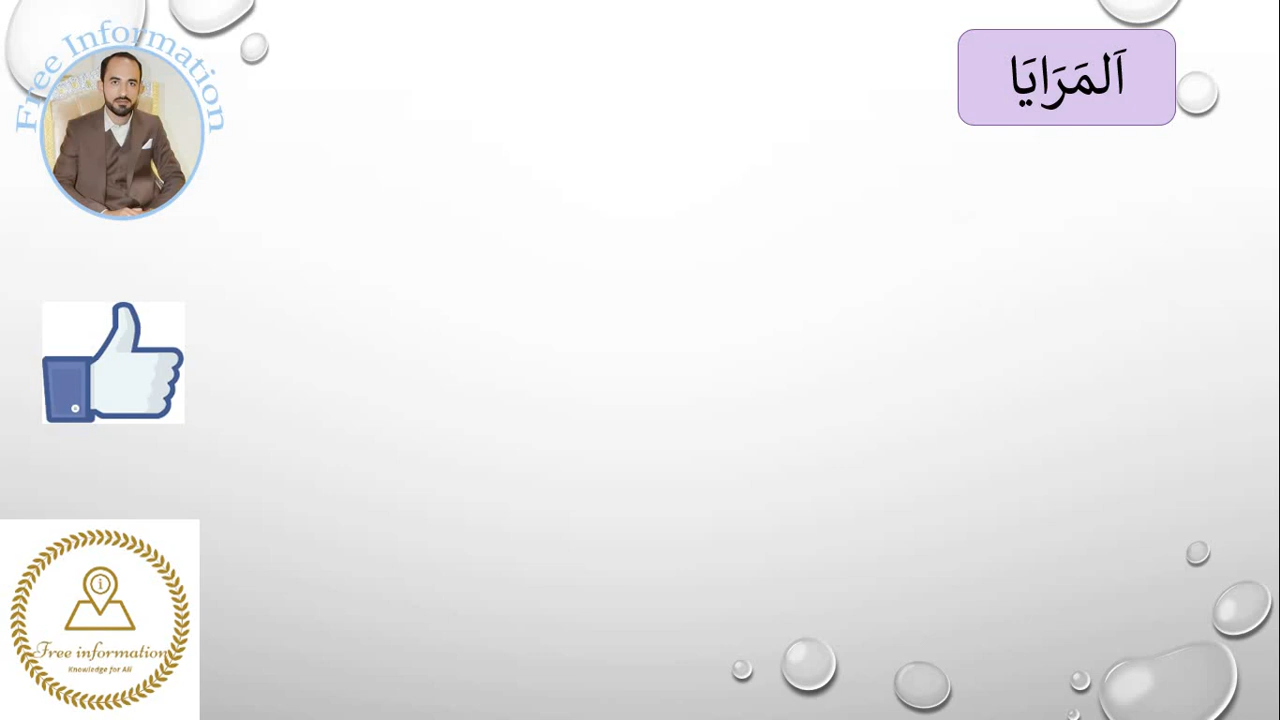 Free Information
اَلمَرَايَا
i
Free information
Knowledge for All